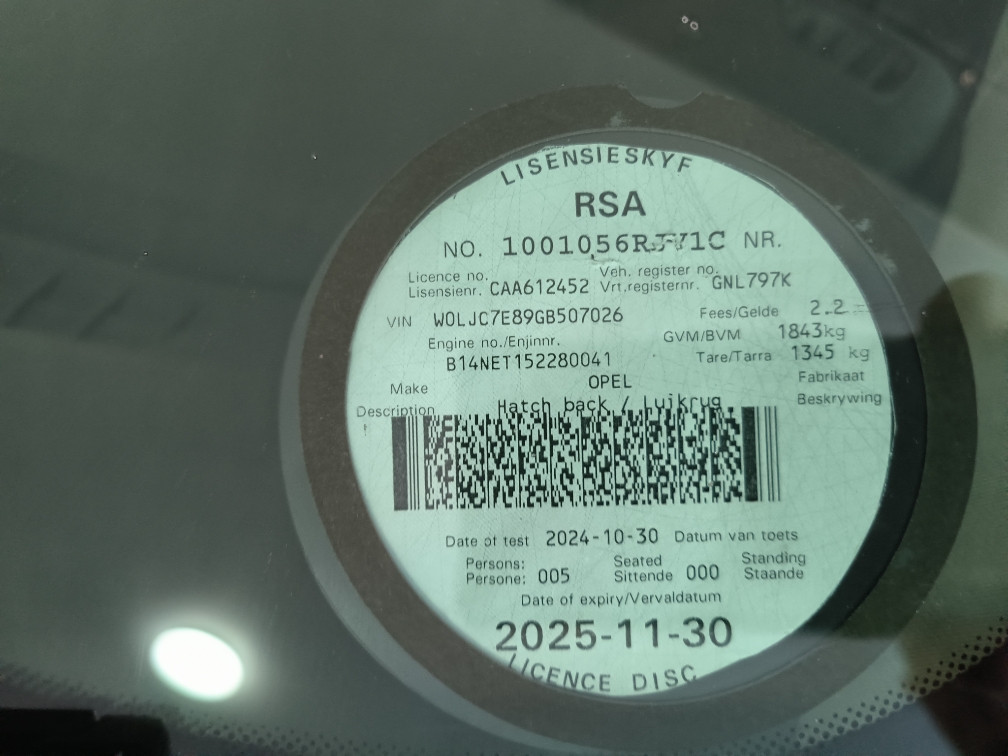 LISENSIESKYF
RSA
NO. NR.
Licence no. Veh. register no.
Lisensienr. CAA612452 Vrt.registernr. GNL797K
VIN W0LJC7E89GB507026 Fees/Gelde
Engine no./Enjinnr. GVM/BVM 1843kg
B14NET152280041 Tare/Tarra 1345 kg
Make OPEL Fabrikaat
Description Hatch back / Luikrug Beskrywing
Date of test 2024-10-30 Datum van toets
Persons: Seated Standing
Persone: 005 Sittende 000 Staande
Date of expiry/Vervaldatum
2025-11-30
LICENCE DISC